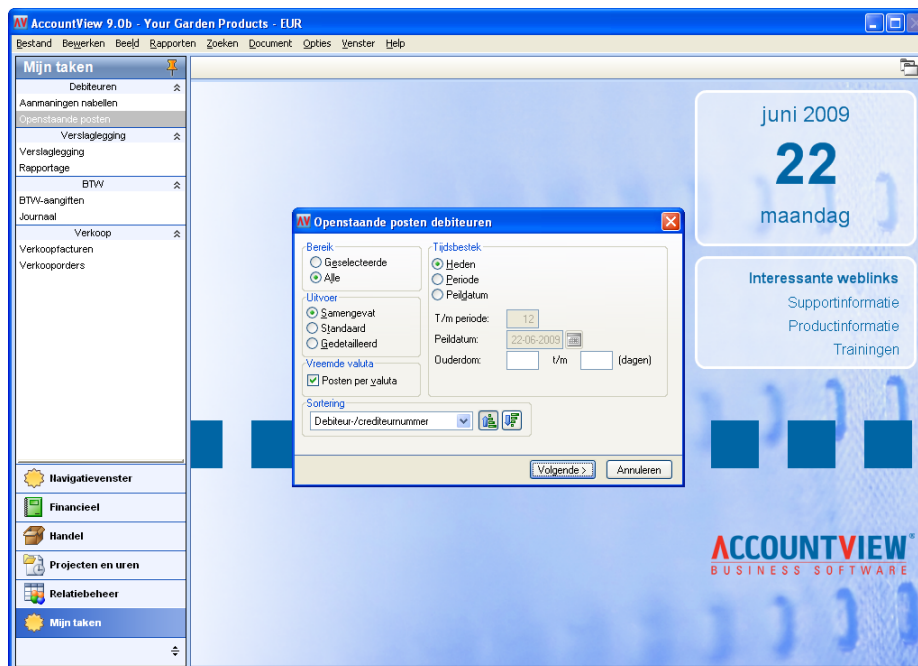 AccountView 9.0b - Your Garden Products - EUR
Bestand Bewerken Beeld Rapporten Zoeken Document Opties Venster Help
Mijn taken
Debiteuren
Aanmaningen nabellen
Openstaande posten
Verslaglegging
Verslaglegging
Rapportage
BTW
BTW-aangiften
Journaal
Verkoop
Verkoopfacturen
Verkooporders
Navigatievenster
Financieel
Handel
Projecten en uren
Relatiebeheer
Mijn taken
Openstaande posten debiteuren
Bereik
Geselecteerde
Alle
Uitvoer
Samengevat
Standaard
Gedetailleerd
Vreemde valuta
Posten per valuta
Tijdsbestek
Heden
Periode
Peildatum
T/m periode: 12
Peildatum: 22-06-2009
Ouderdom: t/m (dagen)
Sortering
Debiteur-/crediteurnummer
Volgende > Annuleren
juni 2009
22
maandag
Interessante weblinks
Supportinformatie
Productinformatie
Trainingen
ACCOUNTVIEW®
BUSINESS SOFTWARE